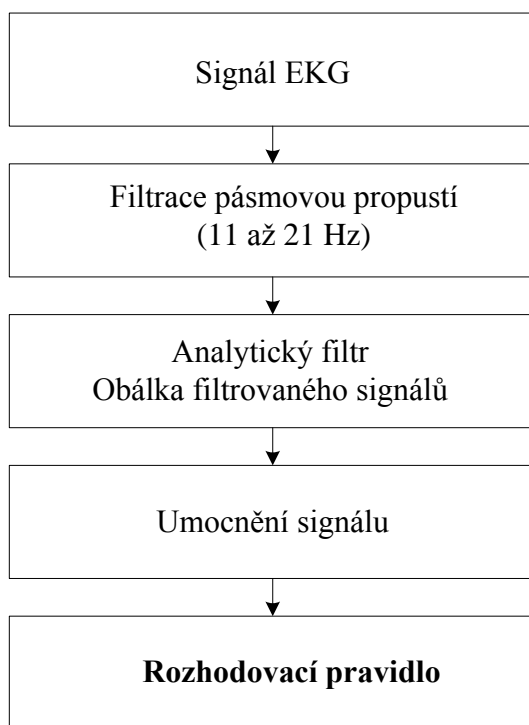 Signál EKG
Filtrace pásmovou propustí
(11 až 21 Hz)
Analytický filtr
Obálka filtrovaného signálů
Umocnění signálu
Rozhodovací pravidlo